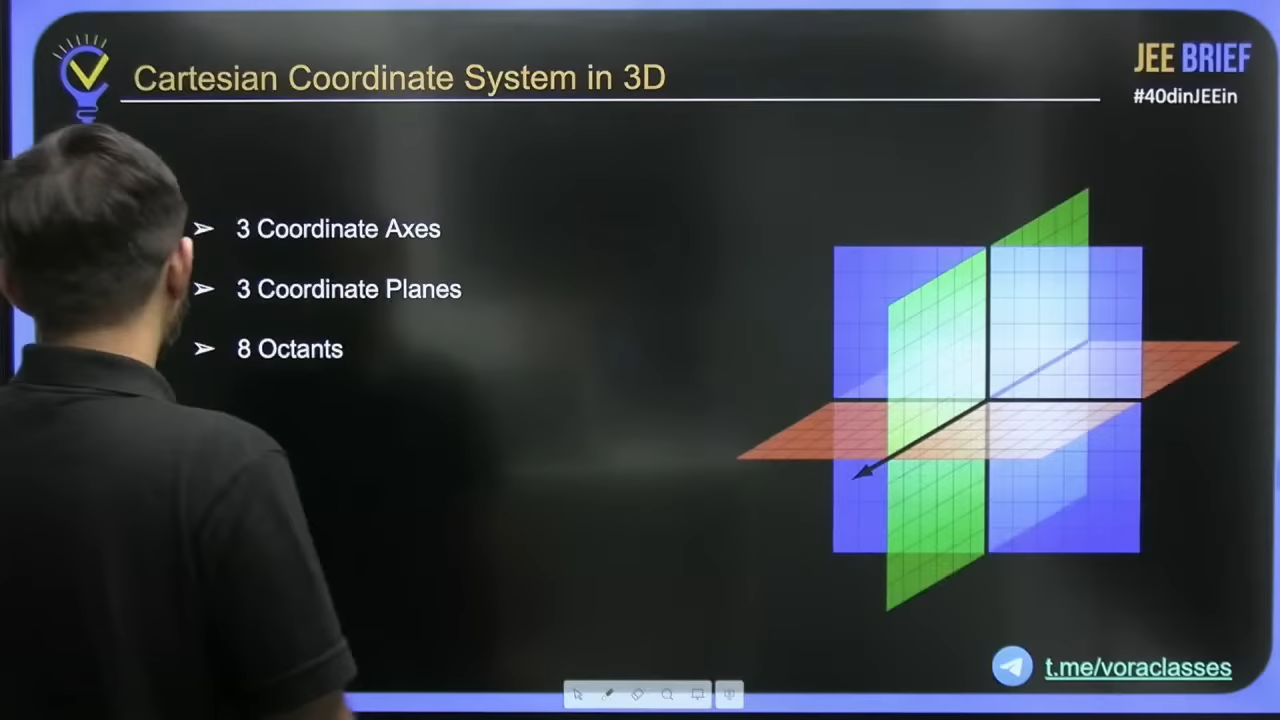 Cartesian Coordinate System in 3D
JEE BRIEF
#40dinJEEin
➢ 3 Coordinate Axes
➢ 3 Coordinate Planes
➢ 8 Octants
t.me/voraclasses